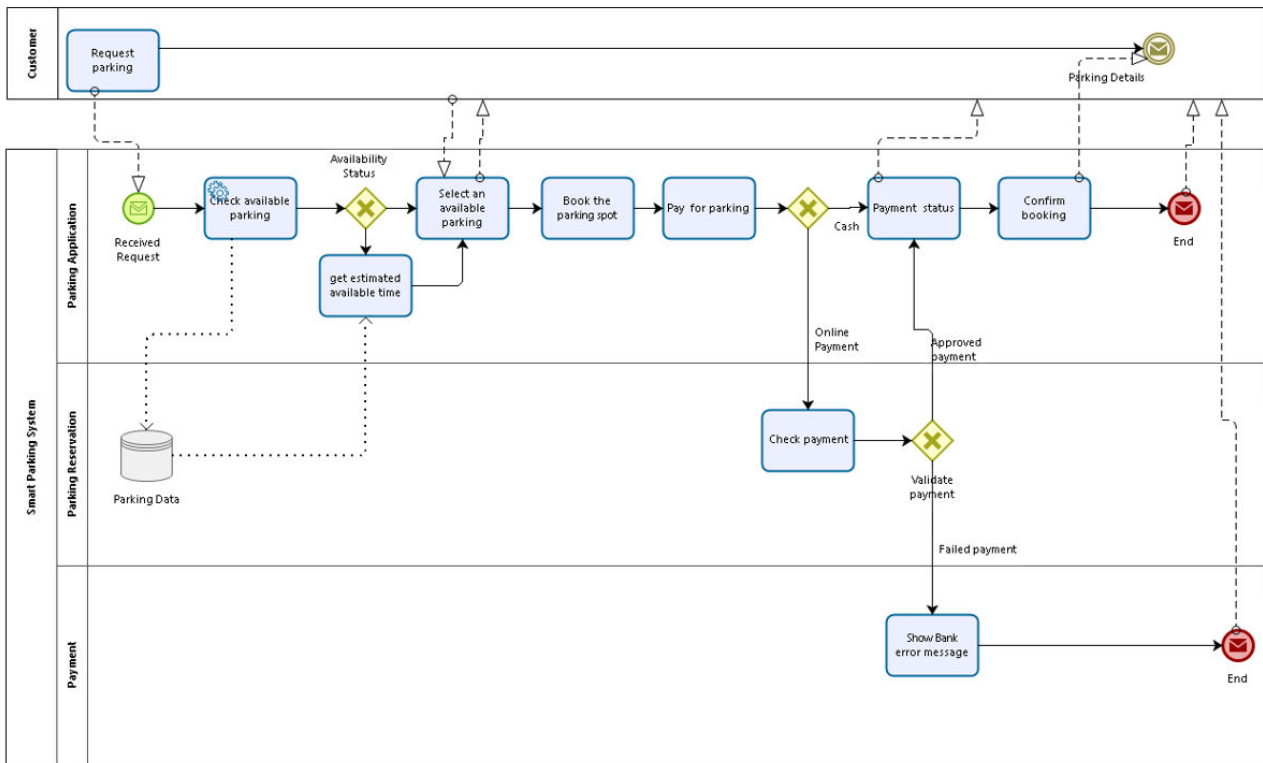 Customer
Request
parking
Parking Details
Smart Parking System
Parking Application
Availability
Status
Received
Request
Check available
parking
Select an
available
parking
Book the
parking spot
Pay for parking
Cash
Payment status
Confirm
booking
End
get estimated
available time
Online
Payment
Approved
payment
Parking Reservation
Parking Data
Check payment
Validate
payment
Failed payment
Payment
Show Bank
error message
End